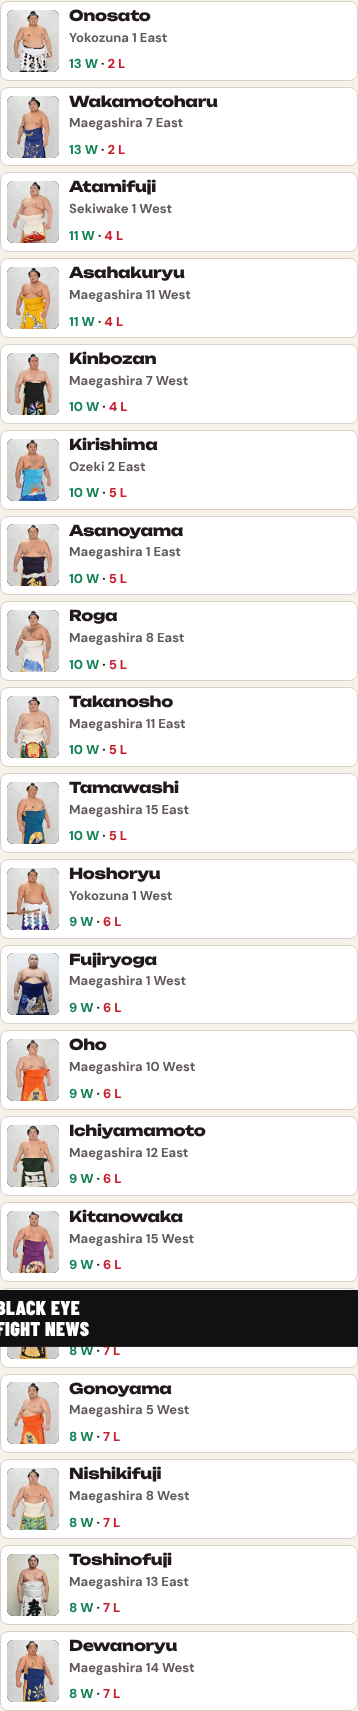 Onosato
Yokozuna 1 East
13 W · 2 L
Wakamotoharu
Maegashira 7 East
13 W · 2 L
Atamifuji
Sekiwake 1 West
11 W · 4 L
Asahakuryu
Maegashira 11 West
11 W · 4 L
Kinbozan
Maegashira 7 West
10 W · 4 L
Kirishima
Ozeki 2 East
10 W · 5 L
Asanoyama
Maegashira 1 East
10 W · 5 L
Roga
Maegashira 8 East
10 W · 5 L
Takanosho
Maegashira 11 East
10 W · 5 L
Tamawashi
Maegashira 15 East
10 W · 5 L
Hoshoryu
Yokozuna 1 West
9 W · 6 L
Fujiryoga
Maegashira 1 West
9 W · 6 L
Oho
Maegashira 10 West
9 W · 6 L
Ichiyamamoto
Maegashira 12 East
9 W · 6 L
Kitanowaka
Maegashira 15 West
9 W · 6 L
BLACK EYE
FIGHT NEWS
8 W · 7 L
Gonoyama
Maegashira 5 West
8 W · 7 L
Nishikifuji
Maegashira 8 West
8 W · 7 L
Toshinofuji
Maegashira 13 East
8 W · 7 L
Dewanoryu
Maegashira 14 West
8 W · 7 L